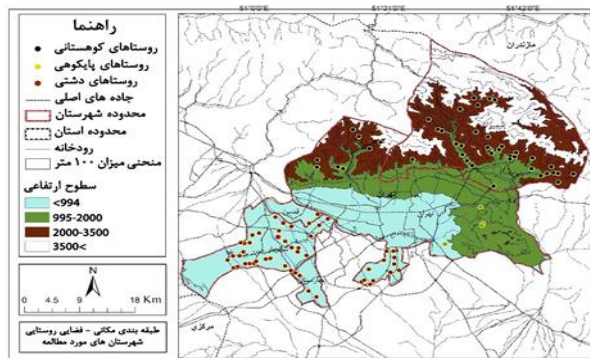 راهنما
روستاهای کوهستانی
روستاهای پایکوهی
روستاهای دشتی
جاده های اصلی
محدوده شهرستان
محدوده استان
رودخانه
منحنی میزان ۱۰۰ متر
سطوح ارتفاعی
<994
995-2000
2000-3500
3500<
N
0 4.5 9 18 Km
طبقه بندی مکانی - فضایی روستایی
شهرستان های مورد مطالعه
51°0'0"E 51°21'0"E 51°42'0"E
مازندران
تهران
مرکزی